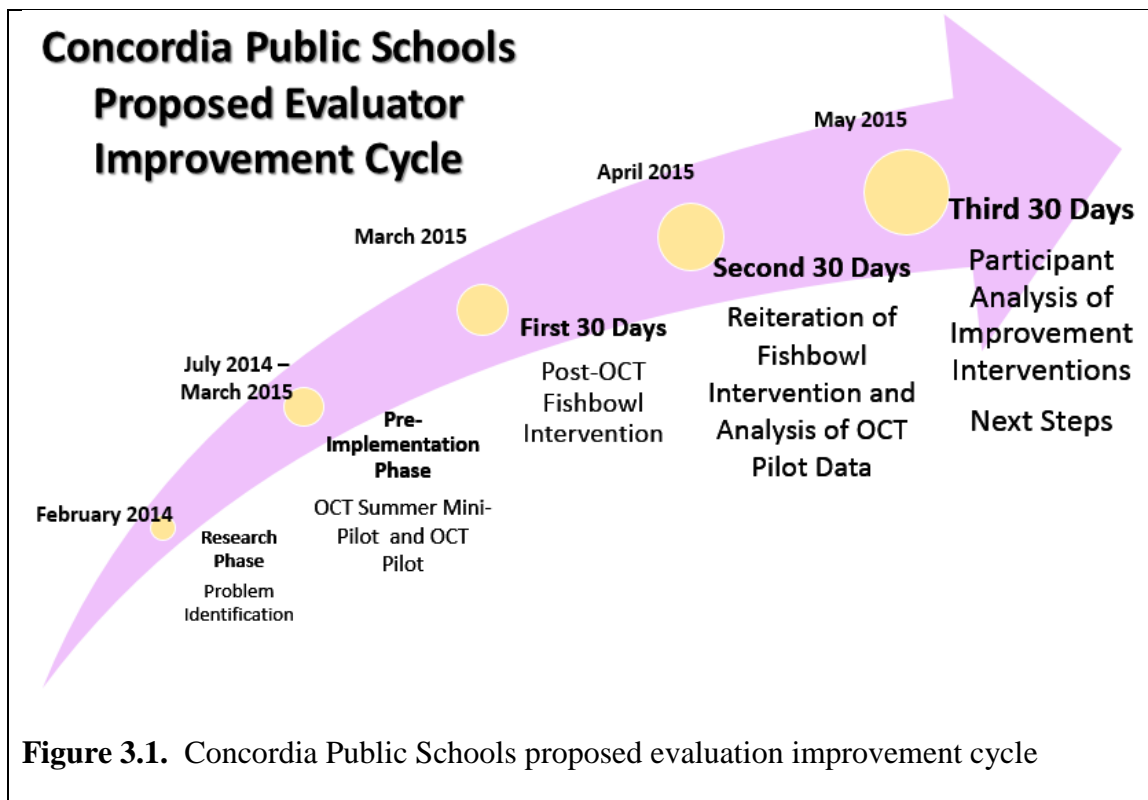 Concordia Public Schools
Proposed Evaluator
Improvement Cycle
February 2014
Research
Phase
Problem
Identification
July 2014 –
March 2015
Pre-
Implementation
Phase
OCT Summer Mini-
Pilot and OCT
Pilot
March 2015
First 30 Days
Post-OCT
Fishbowl
Intervention
April 2015
Second 30 Days
Reiteration of
Fishbowl
Intervention and
Analysis of OCT
Pilot Data
May 2015
Third 30 Days
Participant
Analysis of
Improvement
Interventions
Next Steps
Figure 3.1. Concordia Public Schools proposed evaluation improvement cycle